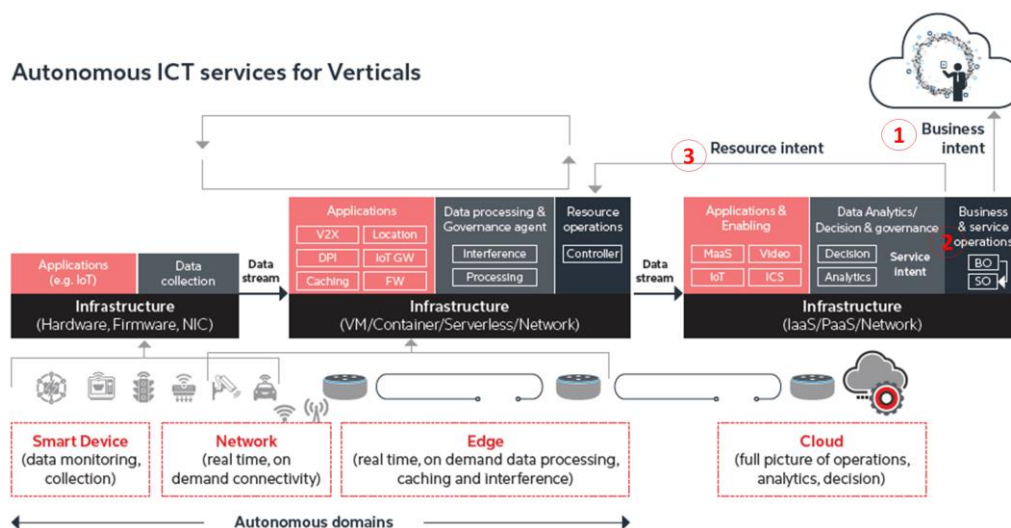 Autonomous ICT services for Verticals
1
Business
intent
3
Resource intent
Applications
V2X
Location
DPI
IoT GW
Caching
FW
Data processing &
Governance agent
Interference
Processing
Resource
operations
Controller
Applications &
Enabling
MaaS
Video
IoT
ICS
Data Analytics/
Decision & governance
Decision
Analytics
Service
intent
2
Business
& service
operations
BO
SO
Applications
(e.g. IoT)
Data
collection
Data
stream
Data
stream
Infrastructure
(Hardware, Firmware, NIC)
Infrastructure
(VM/Container/Serverless/Network)
Infrastructure
(IaaS/PaaS/Network)
Smart Device
(data monitoring,
collection)
Network
(real time, on
demand connectivity)
Edge
(real time, on demand data processing,
caching and interference)
Cloud
(full picture of operations,
analytics, decision)
Autonomous domains